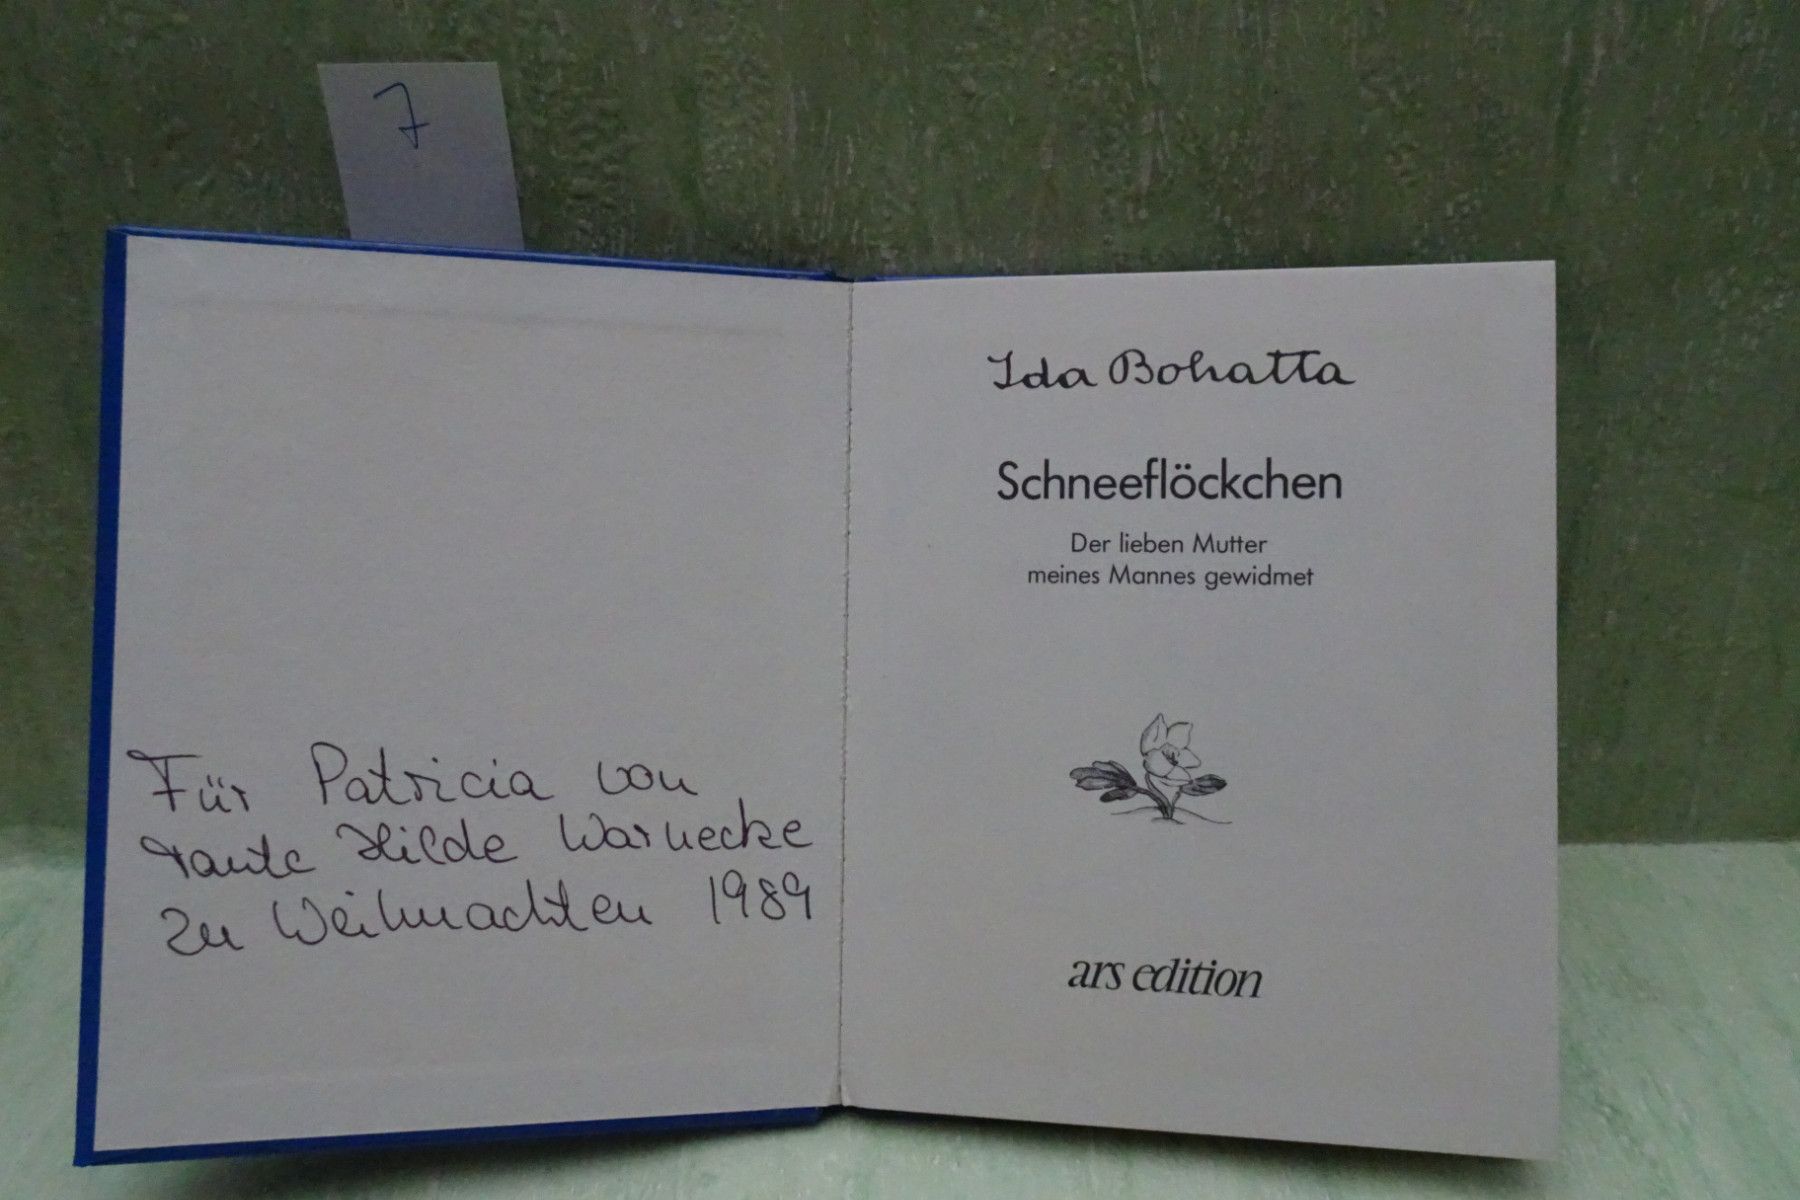 7
Für Patricia von
Tante Hilde Warnecke
zu Weihnachten 1989
Ida Bohatta
Schneeflöckchen
Der lieben Mutter
meines Mannes gewidmet
ars edition